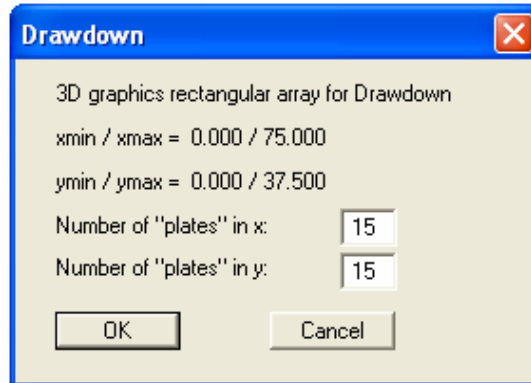 Drawdown
3D graphics rectangular array for Drawdown
xmin / xmax = 0.000 / 75.000
ymin / ymax = 0.000 / 37.500
Number of "plates" in x: 15
Number of "plates" in y: 15
OK Cancel